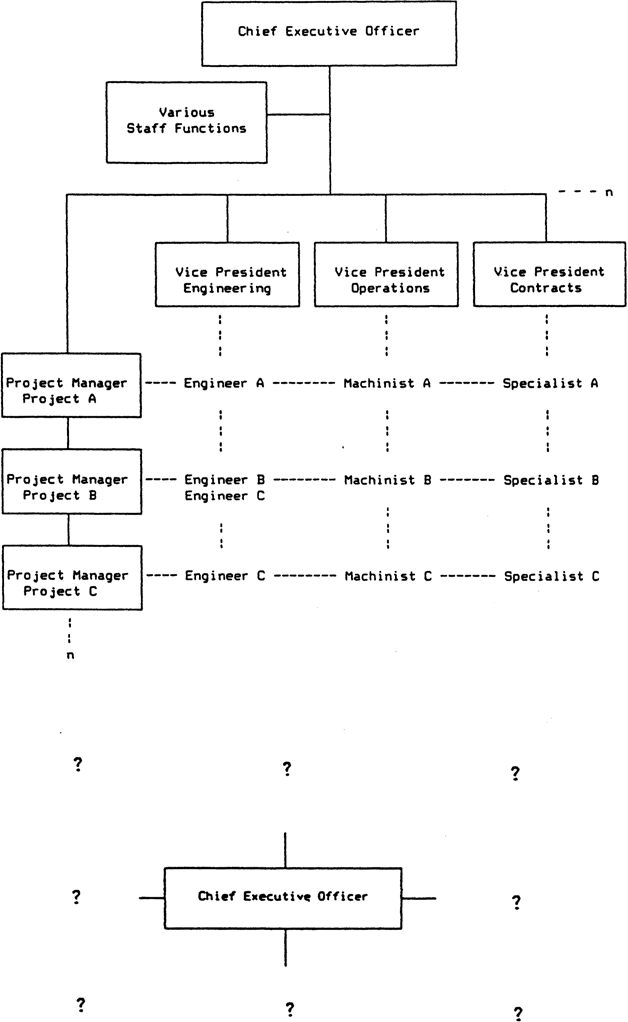 Chief Executive Officer
Various
Staff Functions
- - - n
Vice President
Engineering
Vice President
Operations
Vice President
Contracts
Project Manager
Project A
---- Engineer A -------- Machinist A ------- Specialist A
Project Manager
Project B
---- Engineer B -------- Machinist B ------- Specialist B
Engineer C
Project Manager
Project C
---- Engineer C -------- Machinist C ------- Specialist C
n
? ? ?
? Chief Executive Officer ?
? ? ?